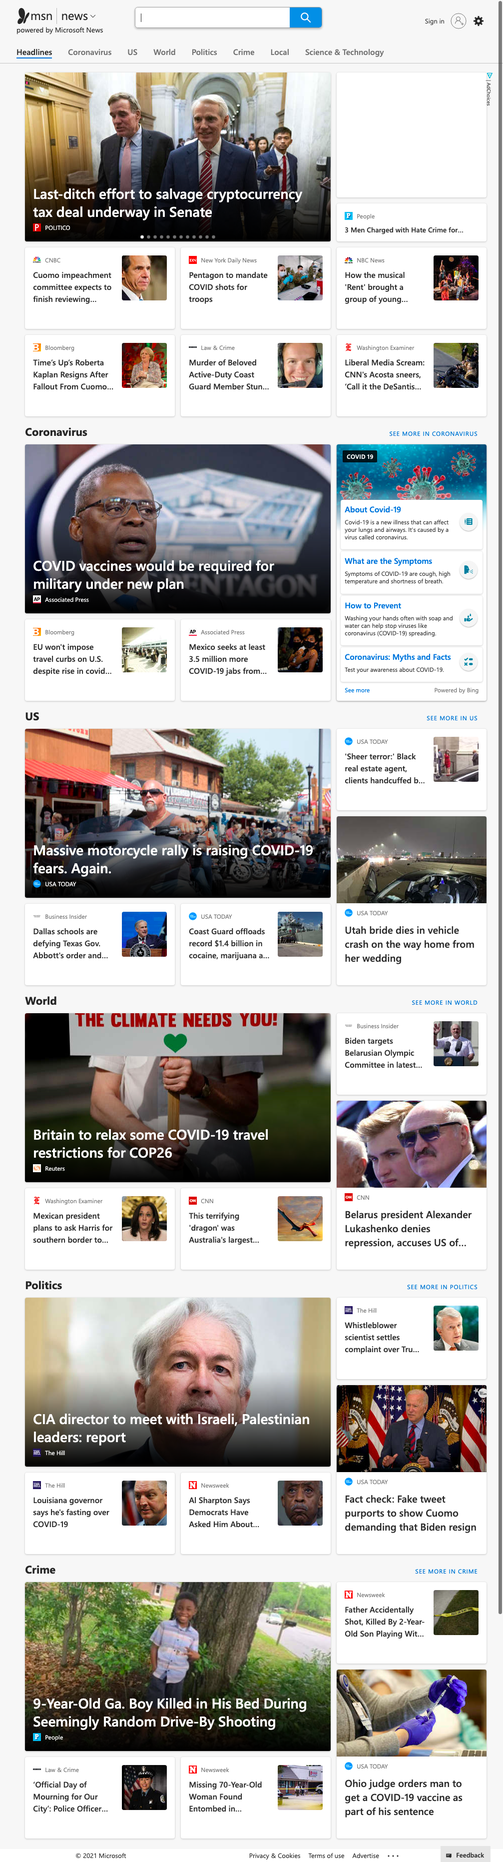 msn | news
powered by Microsoft News
Sign in
Headlines Coronavirus US World Politics Crime Local Science & Technology
AdChoices
Last-ditch effort to salvage cryptocurrency
tax deal underway in Senate
POLITICO
People
3 Men Charged with Hate Crime for...
CNBC
Cuomo impeachment
committee expects to
finish reviewing...
New York Daily News
Pentagon to mandate
COVID shots for
troops
NBC News
How the musical
'Rent' brought a
group of young...
Bloomberg
Time's Up's Roberta
Kaplan Resigns After
Fallout From Cuomo...
Law & Crime
Murder of Beloved
Active-Duty Coast
Guard Member Stun...
Washington Examiner
Liberal Media Scream:
CNN's Acosta sneers,
'Call it the DeSantis...
Coronavirus
SEE MORE IN CORONAVIRUS
COVID vaccines would be required for
military under new plan
Associated Press
COVID 19
About Covid-19
Covid-19 is a new illness that can affect
your lungs and airways. It's caused by a
virus called coronavirus.
What are the Symptoms
Symptoms of COVID-19 are cough, high
temperature and shortness of breath.
How to Prevent
Washing your hands often with soap and
water can help stop viruses like
coronavirus (COVID-19) spreading.
Coronavirus: Myths and Facts
Test your awareness about COVID-19.
See more
Powered by Bing
Bloomberg
EU won't impose
travel curbs on U.S.
despite rise in covid...
Associated Press
Mexico seeks at least
3.5 million more
COVID-19 jabs from...
US
SEE MORE IN US
Massive motorcycle rally is raising COVID-19
fears. Again.
USA TODAY
USA TODAY
'Sheer terror:' Black
real estate agent,
clients handcuffed b...
USA TODAY
Utah bride dies in vehicle
crash on the way home from
her wedding
Business Insider
Dallas schools are
defying Texas Gov.
Abbott's order and...
USA TODAY
Coast Guard offloads
record $1.4 billion in
cocaine, marijuana a...
World
SEE MORE IN WORLD
THE CLIMATE NEEDS YOU!
Britain to relax some COVID-19 travel
restrictions for COP26
Reuters
Business Insider
Biden targets
Belarusian Olympic
Committee in latest...
CNN
Belarus president Alexander
Lukashenko denies
repression, accuses US of...
Washington Examiner
Mexican president
plans to ask Harris for
southern border to...
CNN
This terrifying
'dragon' was
Australia's largest...
Politics
SEE MORE IN POLITICS
CIA director to meet with Israeli, Palestinian
leaders: report
The Hill
The Hill
Whistleblower
scientist settles
complaint over Tru...
USA TODAY
Fact check: Fake tweet
purports to show Cuomo
demanding that Biden resign
The Hill
Louisiana governor
says he's fasting over
COVID-19
Newsweek
Al Sharpton Says
Democrats Have
Asked Him About...
Crime
SEE MORE IN CRIME
9-Year-Old Ga. Boy Killed in His Bed During
Seemingly Random Drive-By Shooting
People
Newsweek
Father Accidentally
Shot, Killed By 2-Year-
Old Son Playing Wit...
USA TODAY
Ohio judge orders man to
get a COVID-19 vaccine as
part of his sentence
Law & Crime
'Official Day of
Mourning for Our
City': Police Officer...
Newsweek
Missing 70-Year-Old
Woman Found
Entombed in...
© 2021 Microsoft
Privacy & Cookies Terms of use Advertise ...
Feedback